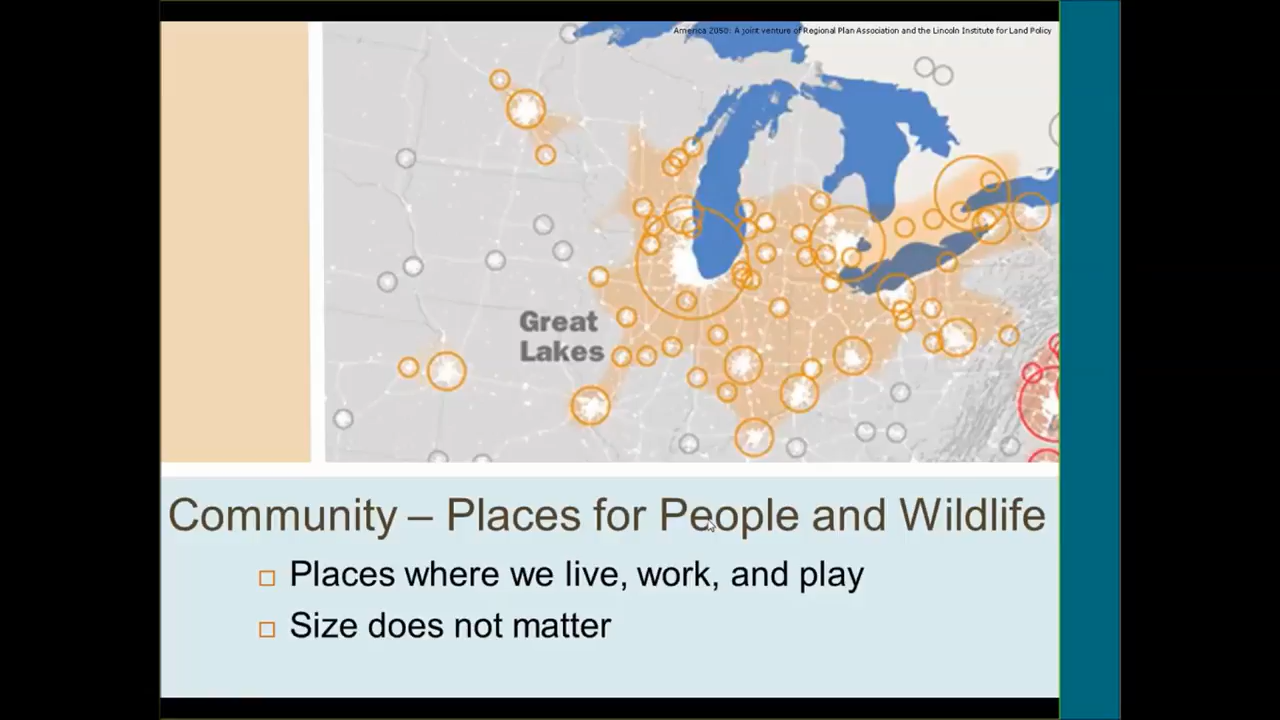 America 2050: A joint venture of Regional Plan Association and the Lincoln Institute for Land Policy
Great
Lakes
Community – Places for People and Wildlife
Places where we live, work, and play
Size does not matter